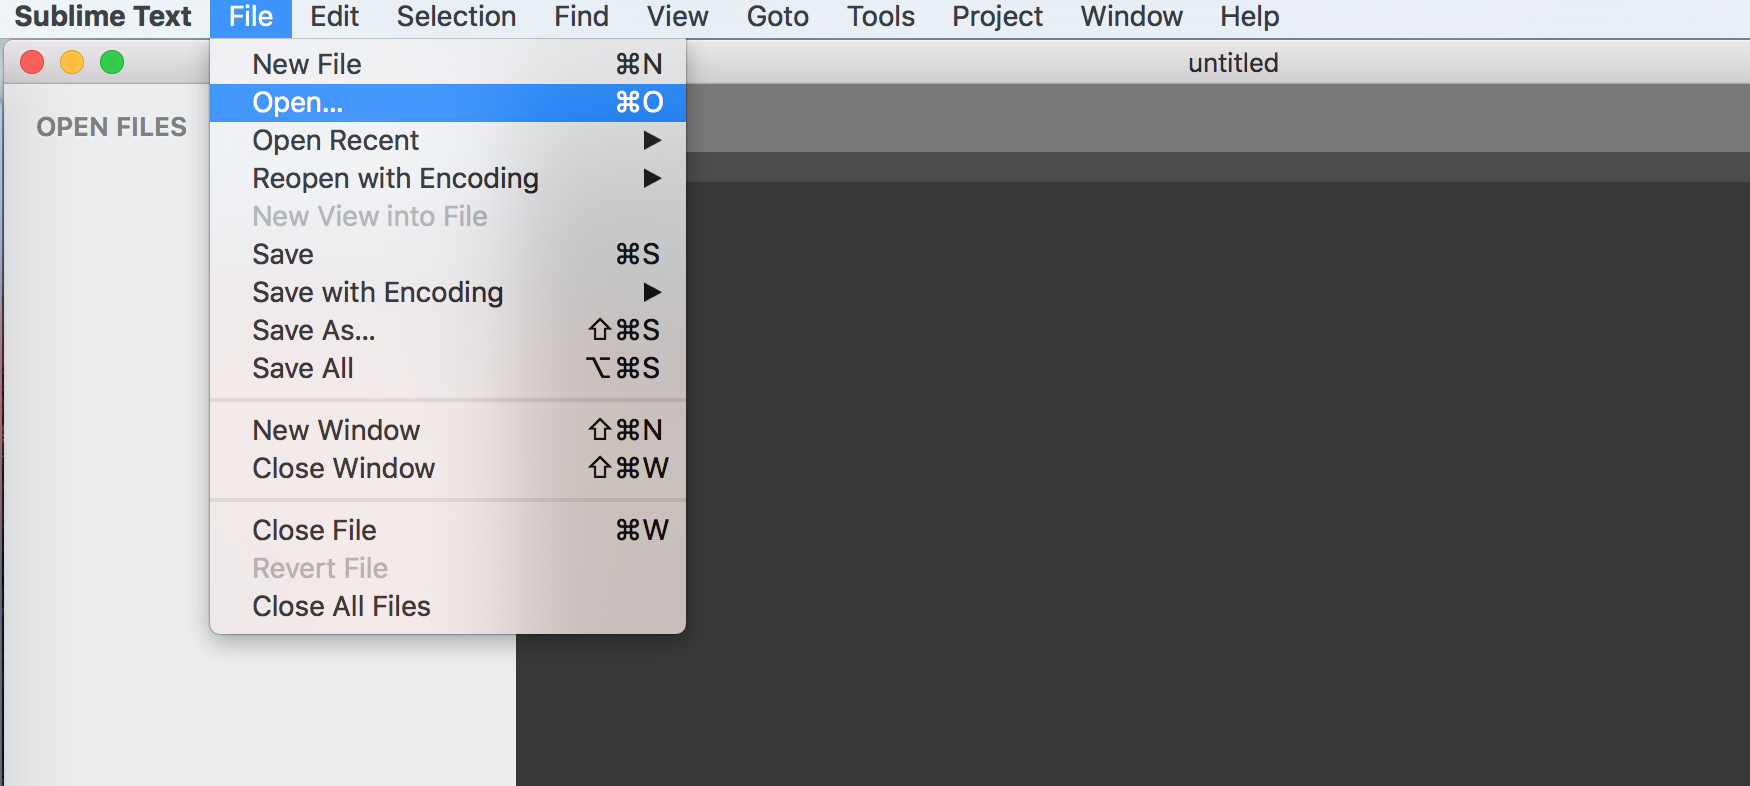 Sublime Text File Edit Selection Find View Goto Tools Project Window Help
untitled
OPEN FILES
New File ⌘N
Open... ⌘O
Open Recent ▶
Reopen with Encoding ▶
New View into File
Save ⌘S
Save with Encoding ▶
Save As... ⇧⌘S
Save All ⌥⌘S
New Window ⇧⌘N
Close Window ⇧⌘W
Close File ⌘W
Revert File
Close All Files